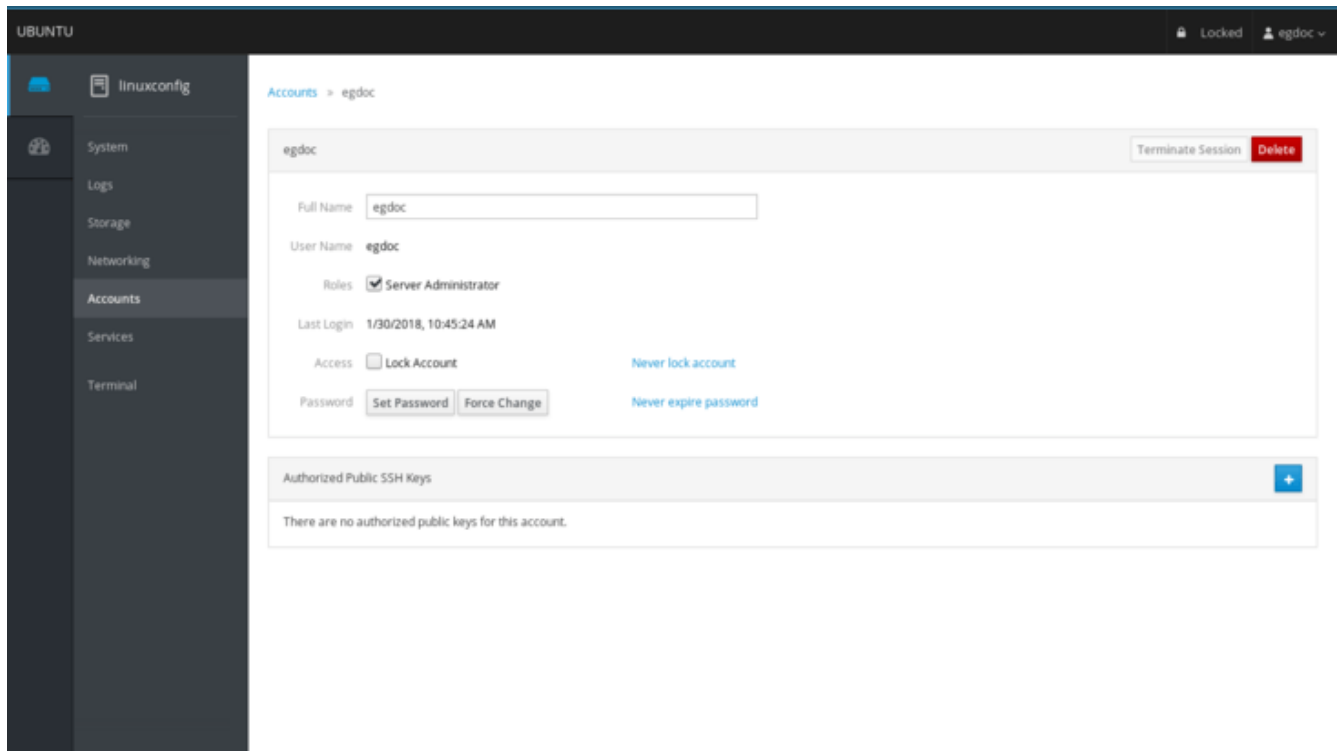 UBUNTU
Locked
egdoc
linuxconfig
System
Logs
Storage
Networking
Accounts
Services
Terminal
Accounts » egdoc
egdoc
Terminate Session
Delete
Full Name
egdoc
User Name egdoc
Roles Server Administrator
Last Login 1/30/2018, 10:45:24 AM
Access Lock Account Never lock account
Password Set Password Force Change Never expire password
Authorized Public SSH Keys
+
There are no authorized public keys for this account.